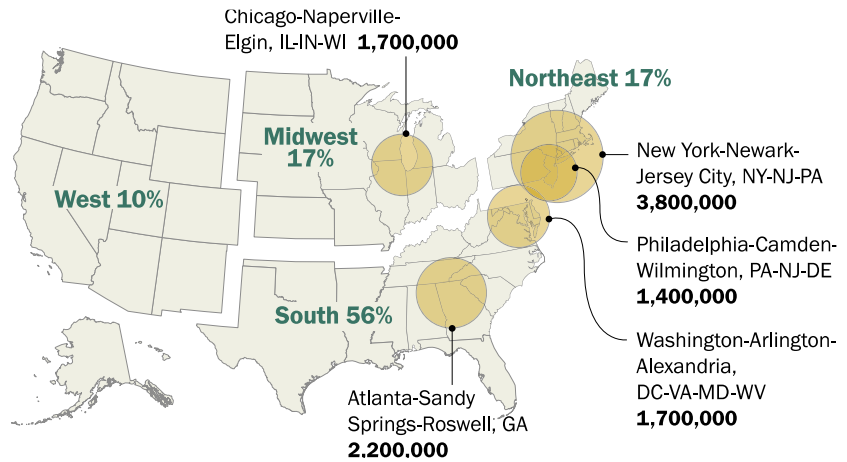 Chicago-Naperville-
Elgin, IL-IN-WI 1,700,000
Northeast 17%
Midwest
17%
West 10%
South 56%
New York-Newark-
Jersey City, NY-NJ-PA
3,800,000
Philadelphia-Camden-
Wilmington, PA-NJ-DE
1,400,000
Washington-Arlington-
Alexandria,
DC-VA-MD-WV
1,700,000
Atlanta-Sandy
Springs-Roswell, GA
2,200,000